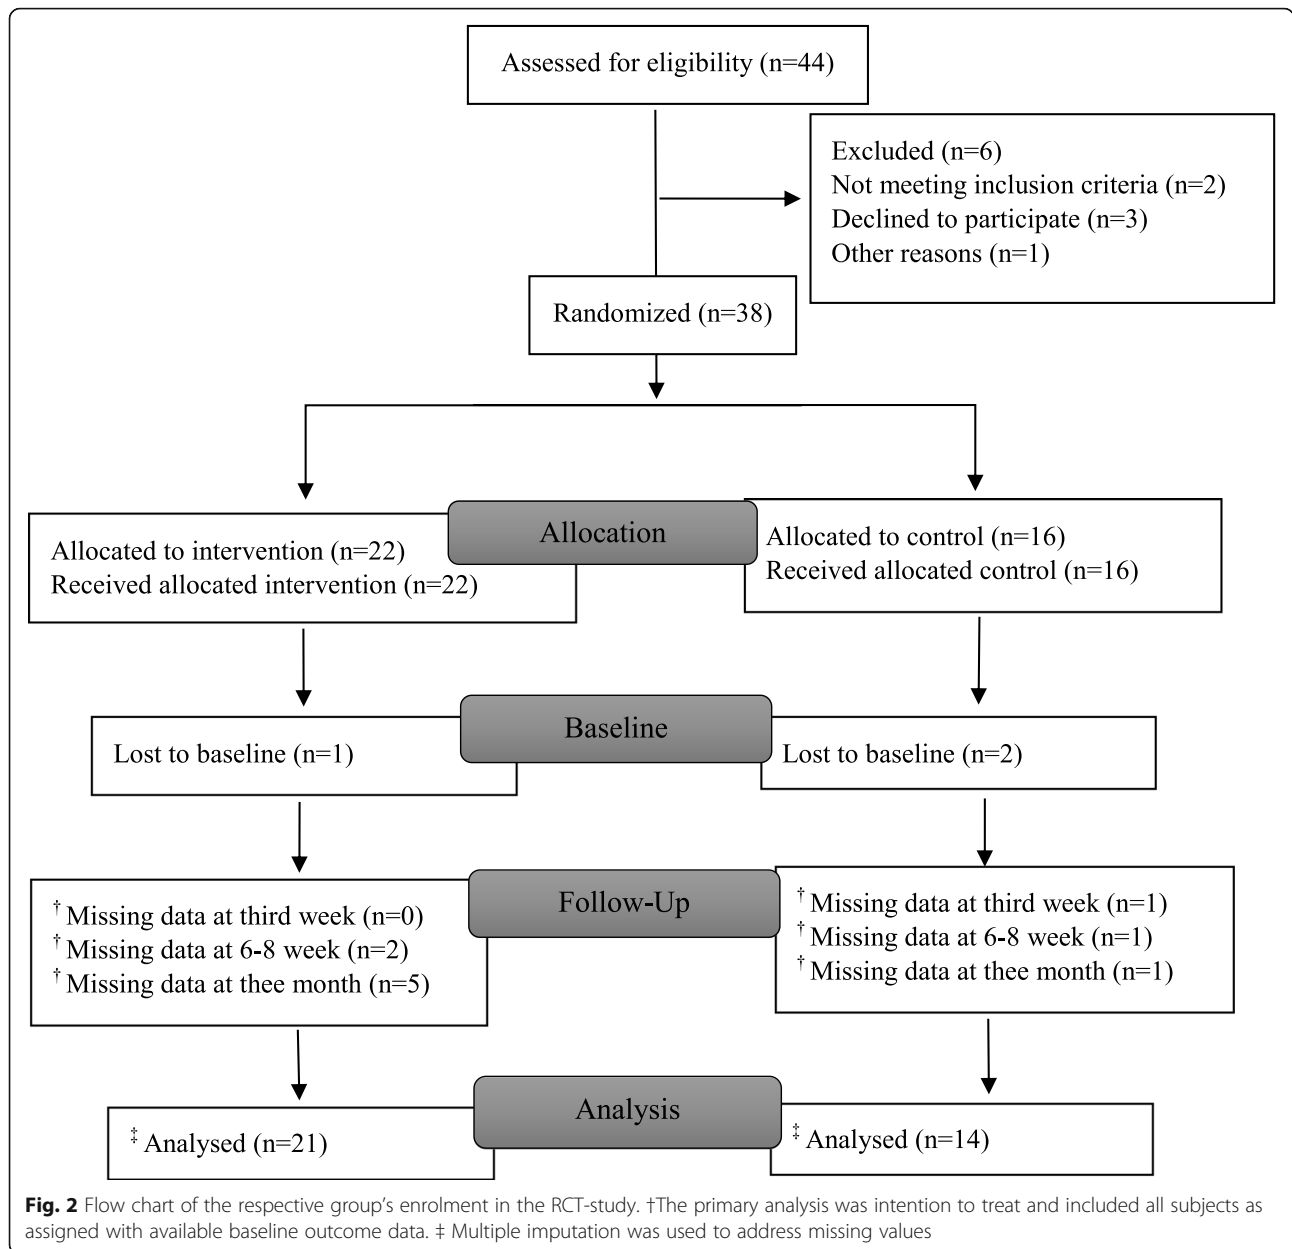 Assessed for eligibility (n=44)
Excluded (n=6)
Not meeting inclusion criteria (n=2)
Declined to participate (n=3)
Other reasons (n=1)
Randomized (n=38)
Allocation
Allocated to intervention (n=22)
Received allocated intervention (n=22)
Allocated to control (n=16)
Received allocated control (n=16)
Baseline
Lost to baseline (n=1)
Lost to baseline (n=2)
Follow-Up
† Missing data at third week (n=0)
† Missing data at 6-8 week (n=2)
† Missing data at thee month (n=5)
† Missing data at third week (n=1)
† Missing data at 6-8 week (n=1)
† Missing data at thee month (n=1)
Analysis
‡ Analysed (n=21)
‡ Analysed (n=14)
Fig. 2 Flow chart of the respective group's enrolment in the RCT-study. †The primary analysis was intention to treat and included all subjects as
assigned with available baseline outcome data. ‡ Multiple imputation was used to address missing values